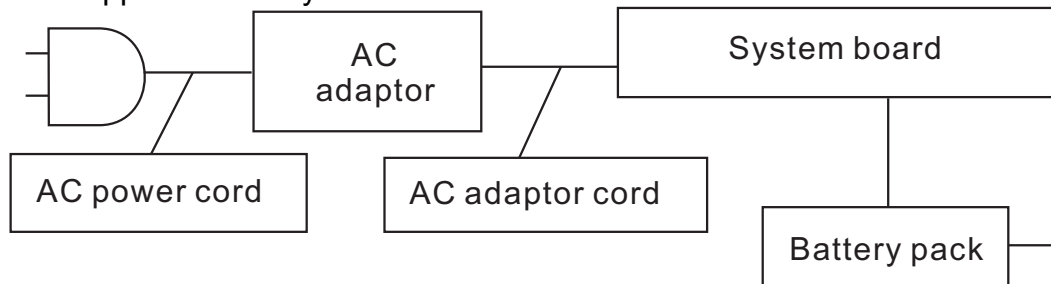 AC
adaptor
System board
AC power cord
AC adaptor cord
Battery pack